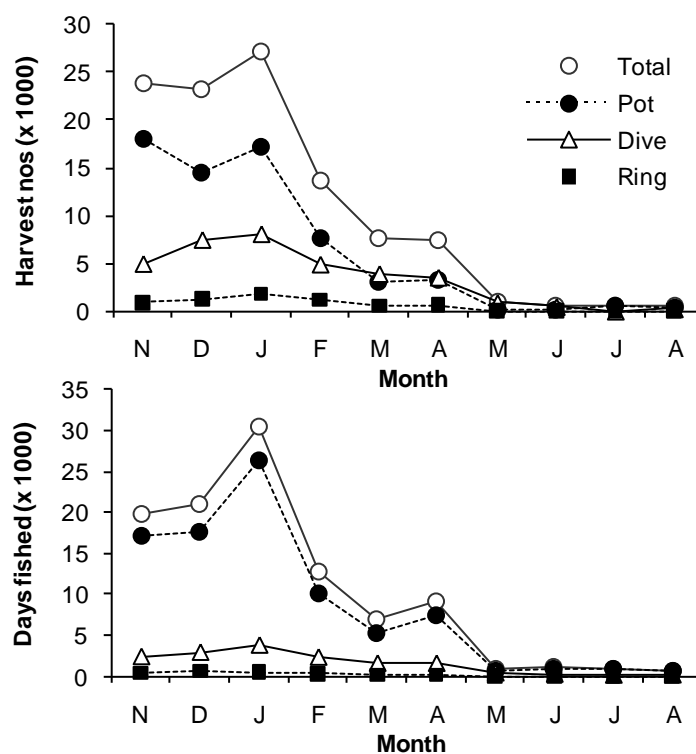 30
25
20
15
10
5
0
Harvest nos (x 1000)
Total
Pot
Dive
Ring
N D J F M A M J J A
Month
35
30
25
20
15
10
5
0
Days fished (x 1000)
N D J F M A M J J A
Month